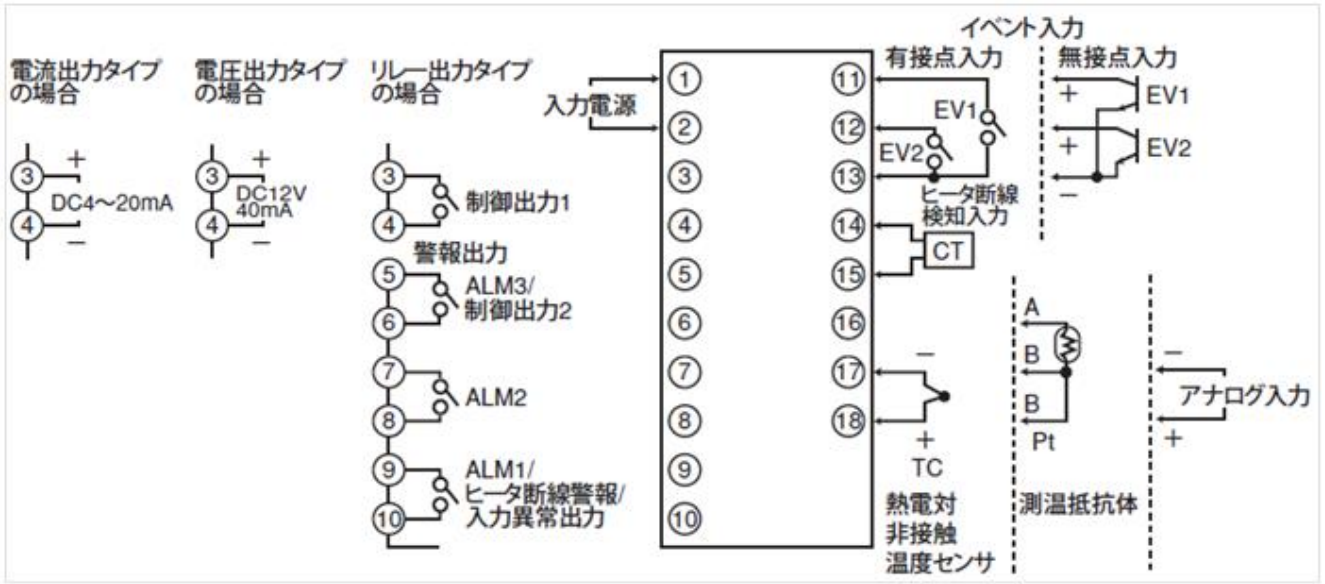 電流出力タイプ
の場合
3
+
DC4～20mA
4
−
電圧出力タイプ
の場合
3
+
DC12V
40mA
4
−
リレー出力タイプ
の場合
3
制御出力1
4
警報出力
5
ALM3/
制御出力2
6
7
ALM2
8
9
ALM1/
ヒータ断線警報/
入力異常出力
10
入力電源
1
2
3
4
5
6
7
8
9
10
11
12
13
14
15
16
17
18
イベント入力
有接点入力
EV1
EV2
無接点入力
+
EV1
+
EV2
−
ヒータ断線
検知入力
CT
−
+
TC
熱電対
非接触
温度センサ
A
B
B
Pt
測温抵抗体
−
アナログ入力
+